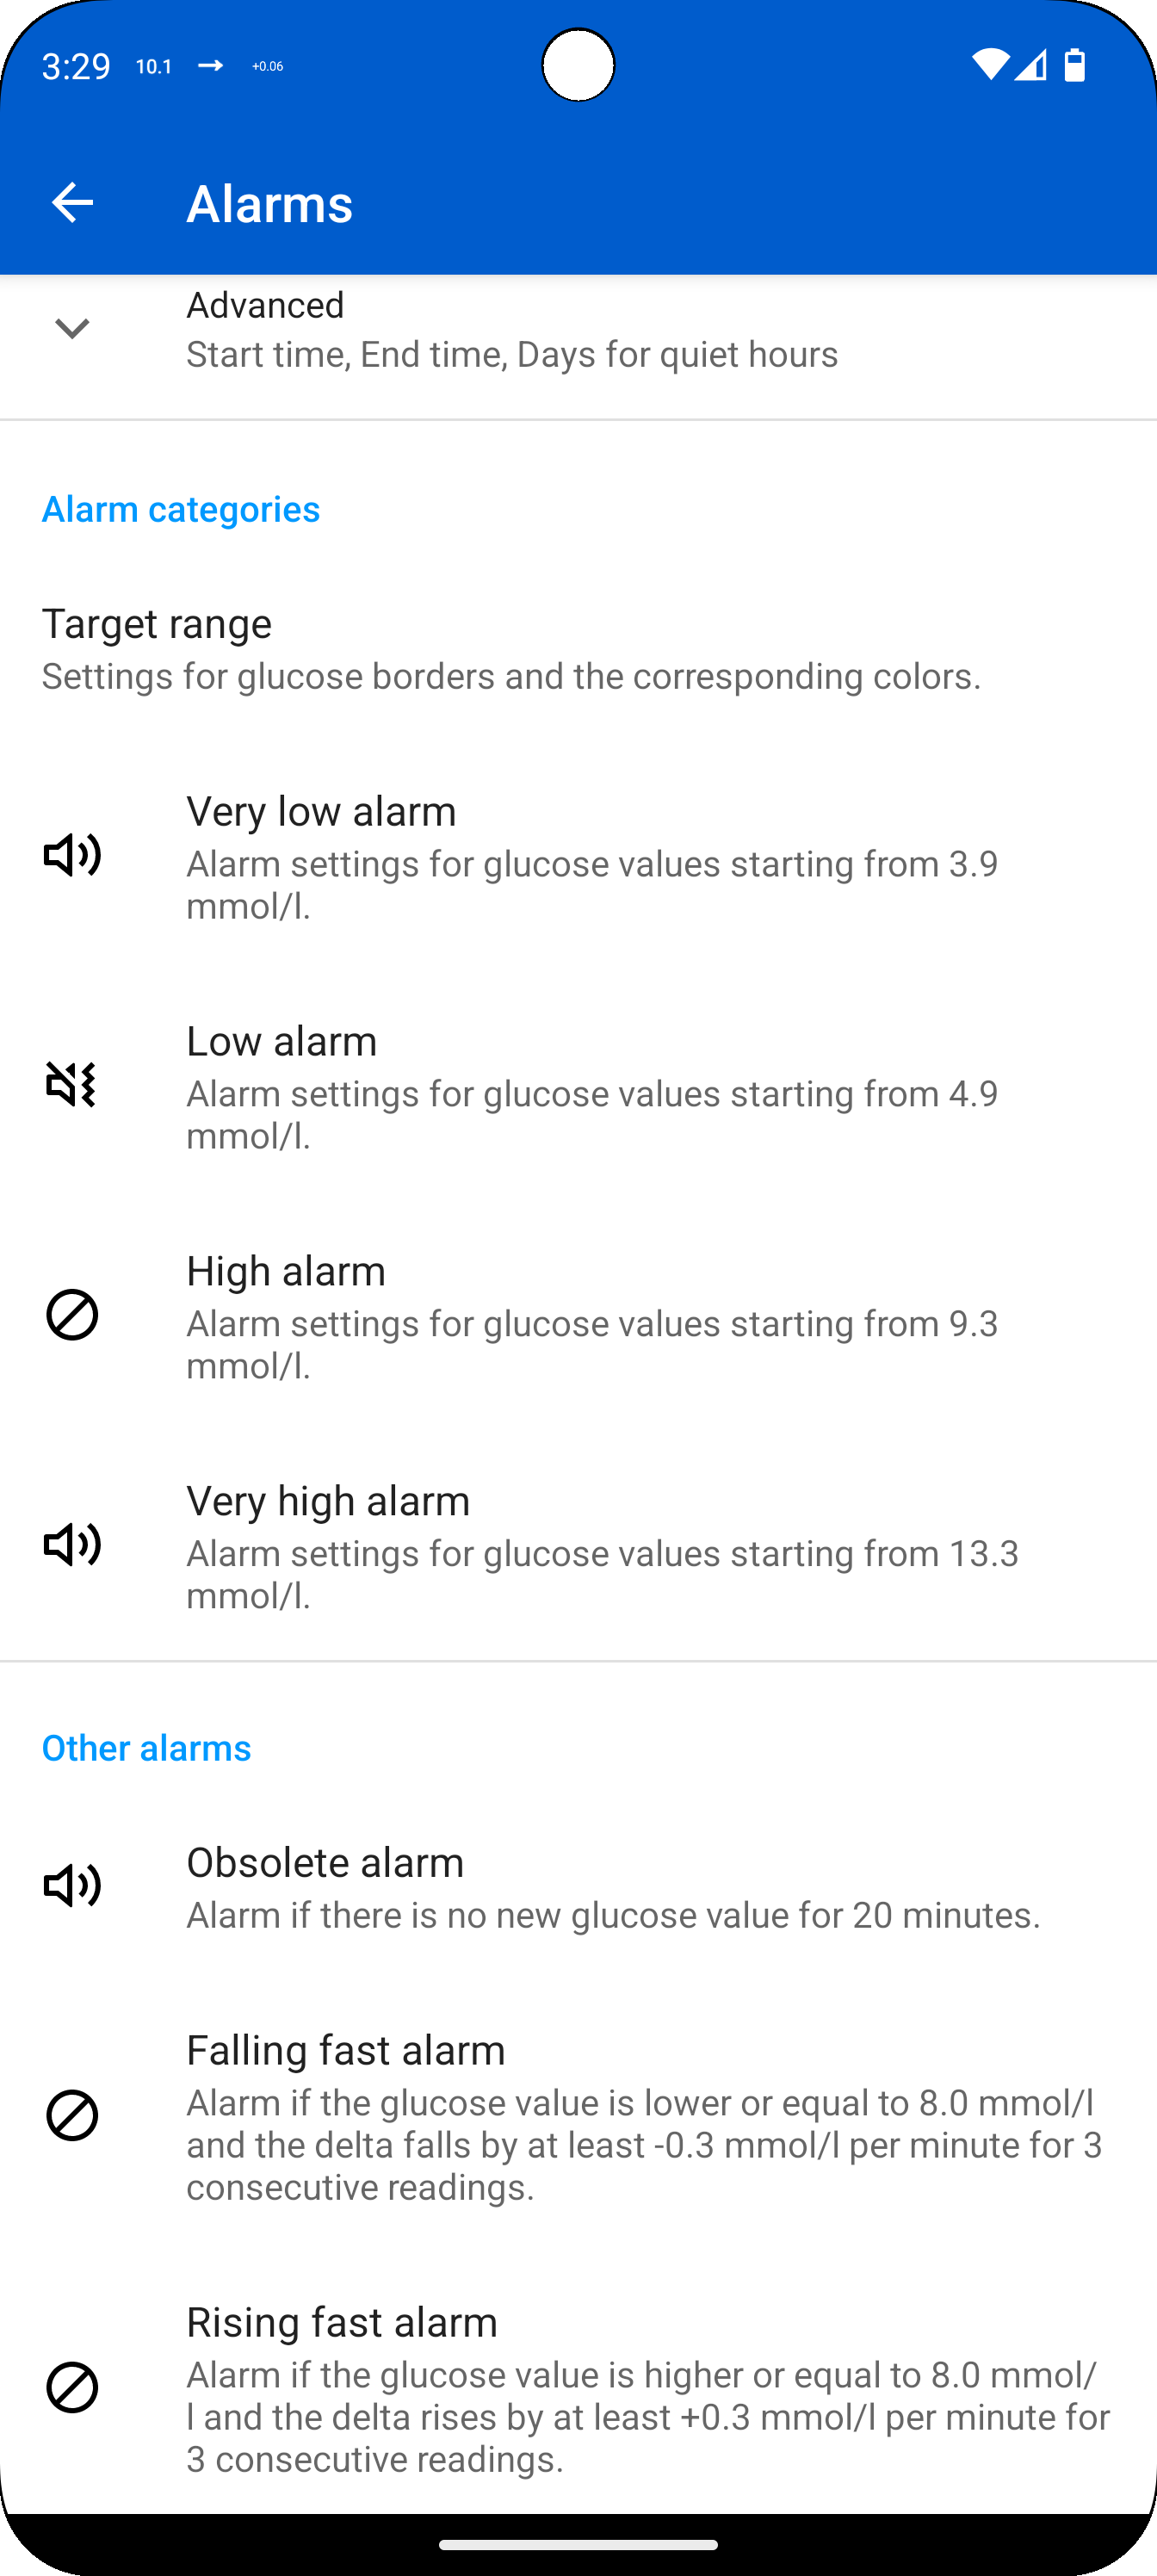 3:29 10.1 → +0.06
Alarms
Advanced
Start time, End time, Days for quiet hours
Alarm categories
Target range
Settings for glucose borders and the corresponding colors.
Very low alarm
Alarm settings for glucose values starting from 3.9
mmol/l.
Low alarm
Alarm settings for glucose values starting from 4.9
mmol/l.
High alarm
Alarm settings for glucose values starting from 9.3
mmol/l.
Very high alarm
Alarm settings for glucose values starting from 13.3
mmol/l.
Other alarms
Obsolete alarm
Alarm if there is no new glucose value for 20 minutes.
Falling fast alarm
Alarm if the glucose value is lower or equal to 8.0 mmol/l
and the delta falls by at least -0.3 mmol/l per minute for 3
consecutive readings.
Rising fast alarm
Alarm if the glucose value is higher or equal to 8.0 mmol/
l and the delta rises by at least +0.3 mmol/l per minute for
3 consecutive readings.